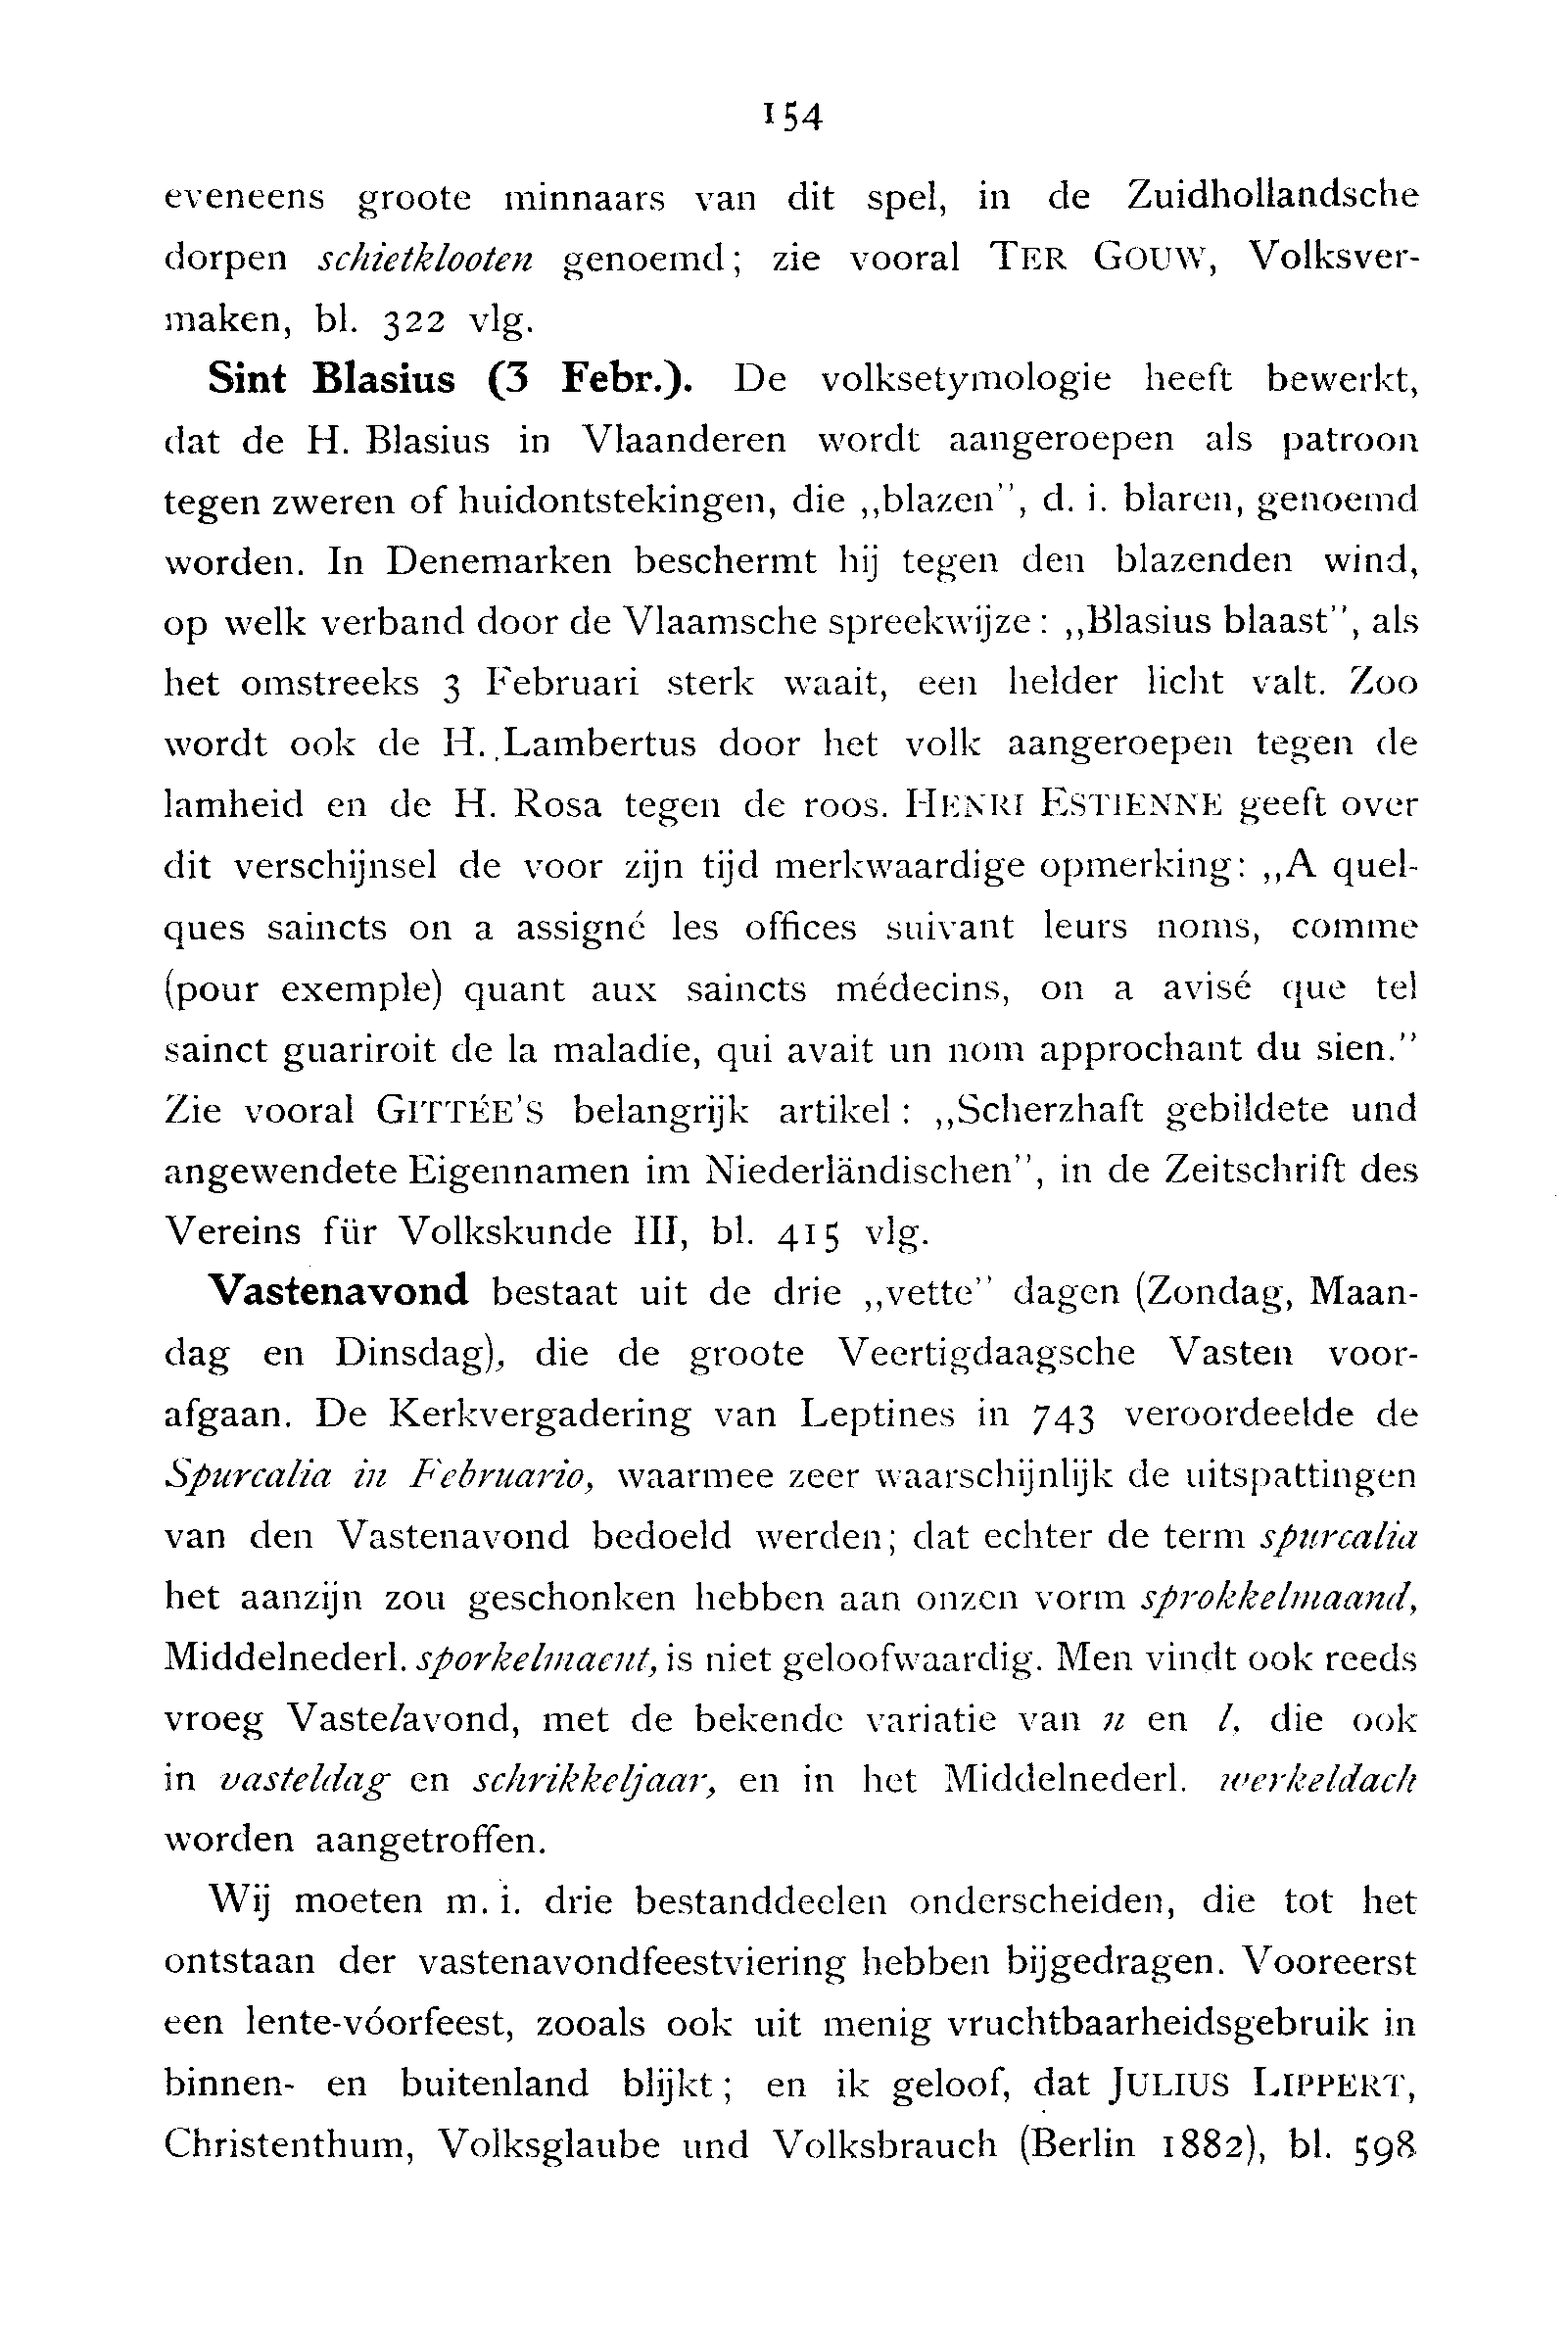 154
eveneens groote minnaars van dit spel, in de Zuidhollandsche
dorpen schietklooten genoemd; zie vooral TER GOUW, Volksver-
maken, bl. 322 vlg.
Sint Blasius (3 Febr.). De volksetymologie heeft bewerkt,
dat de H. Blasius in Vlaanderen wordt aangeroepen als patroon
tegen zweren of huidontstekingen, die „blazen”, d. i. blaren, genoemd
worden. In Denemarken beschermt hij tegen den blazenden wind,
op welk verband door de Vlaamsche spreekwijze: „Blasius blaast”, als
het omstreeks 3 Februari sterk waait, een helder licht valt. Zoo
wordt ook de H. Lambertus door het volk aangeroepen tegen de
lamheid en de H. Rosa tegen de roos. HENRI ESTIENNE geeft over
dit verschijnsel de voor zijn tijd merkwaardige opmerking: „A quel-
ques saincts on a assigné les offices suivant leurs noms, comme
(pour exemple) quant aux saincts médecins, on a avisé que tel
sainct guariroit de la maladie, qui avait un nom approchant du sien.”
Zie vooral GITTÉE'S belangrijk artikel: „Scherzhaft gebildete und
angewendete Eigennamen im Niederländischen”, in de Zeitschrift des
Vereins für Volkskunde III, bl. 415 vlg.
Vastenavond bestaat uit de drie „vette” dagen (Zondag, Maan-
dag en Dinsdag), die de groote Veertigdaagsche Vasten voor-
afgaan. De Kerkvergadering van Leptines in 743 veroordeelde de
Spurcalia in Februario, waarmee zeer waarschijnlijk de uitspattingen
van den Vastenavond bedoeld werden; dat echter de term spurcalia
het aanzijn zou geschonken hebben aan onzen vorm sprokkelmaand,
Middelnederl. sporkelmaent, is niet geloofwaardig. Men vindt ook reeds
vroeg Vastelavond, met de bekende variatie van n en l, die ook
in vasteldag en schrikkeljaar, en in het Middelnederl. werkeldach
worden aangetroffen.
Wij moeten m. i. drie bestanddeelen onderscheiden, die tot het
ontstaan der vastenavondfeestviering hebben bijgedragen. Vooreerst
een lente-vóorfeest, zooals ook uit menig vruchtbaarheidsgebruik in
binnen- en buitenland blijkt; en ik geloof, dat JULIUS LIPPERT,
Christenthum, Volksglaube und Volksbrauch (Berlin 1882), bl. 598